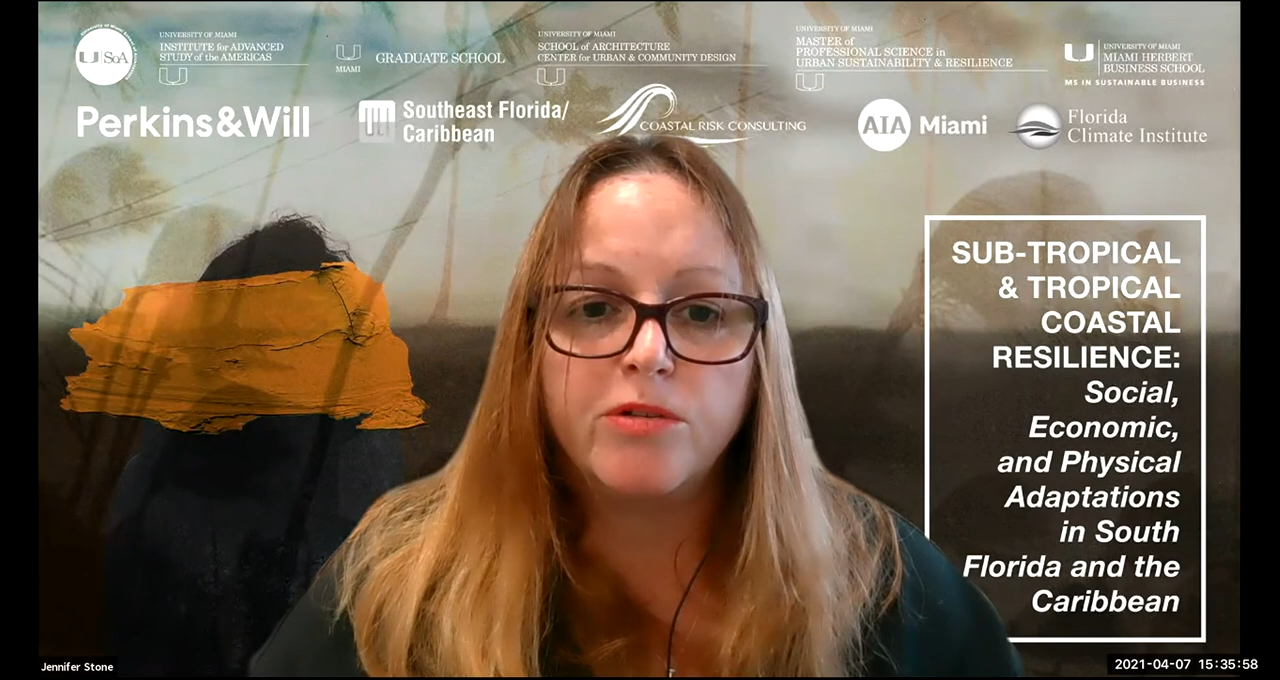 U SoA
UNIVERSITY OF MIAMI
INSTITUTE for ADVANCED
STUDY of the AMERICAS
U
MIAMI
GRADUATE SCHOOL
UNIVERSITY OF MIAMI
SCHOOL of ARCHITECTURE
CENTER for URBAN & COMMUNITY DESIGN
UNIVERSITY OF MIAMI
MASTER of
PROFESSIONAL SCIENCE in
URBAN SUSTAINABILITY & RESILIENCE
UNIVERSITY OF MIAMI
MIAMI HERBERT
BUSINESS SCHOOL
MS IN SUSTAINABLE BUSINESS
Perkins&Will
Southeast Florida/
Caribbean
COASTAL RISK CONSULTING
AIA Miami
Florida
Climate Institute
SUB-TROPICAL
& TROPICAL
COASTAL
RESILIENCE:
Social,
Economic,
and Physical
Adaptations
in South
Florida and the
Caribbean
Jennifer Stone
2021-04-07 15:35:58